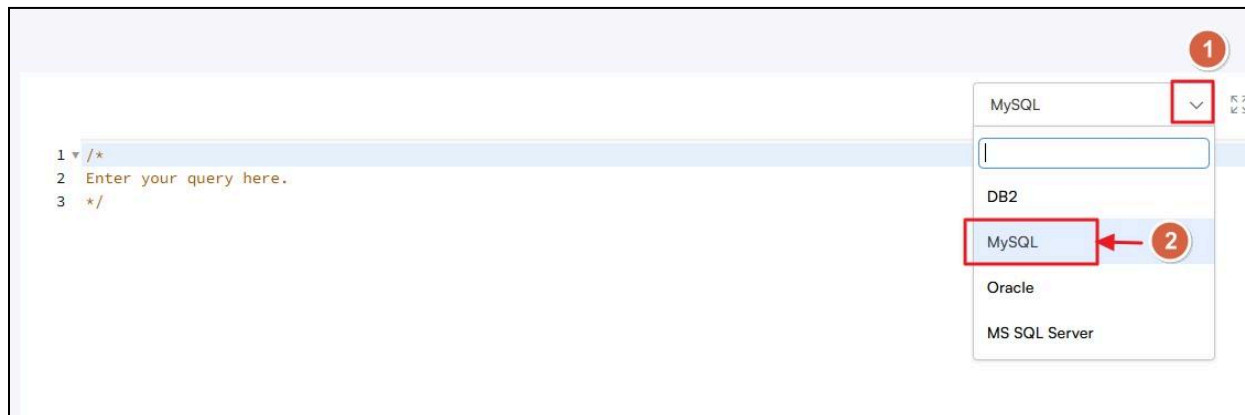 1
MySQL
1 /*
2 Enter your query here.
3 */
DB2
MySQL
2
Oracle
MS SQL Server